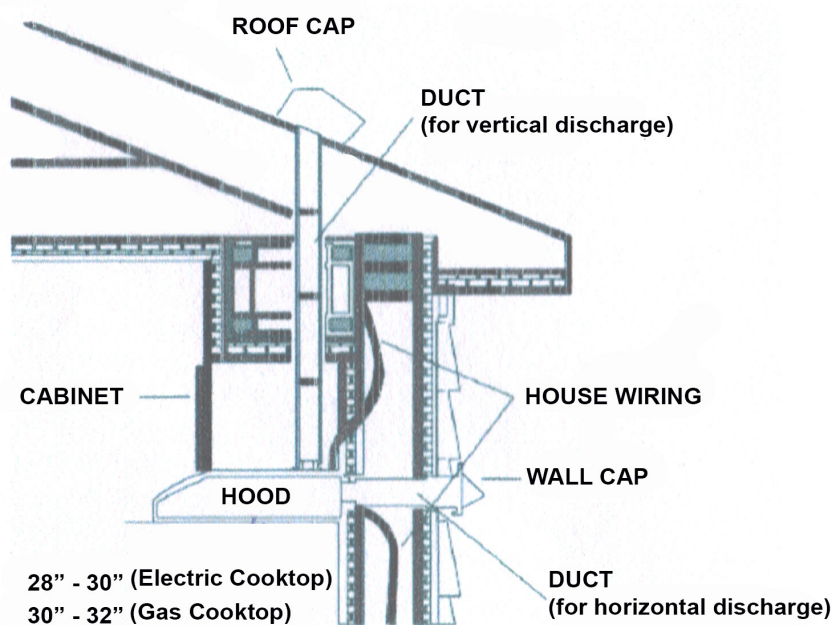 ROOF CAP
DUCT
(for vertical discharge)
CABINET
HOUSE WIRING
HOOD
WALL CAP
28” - 30” (Electric Cooktop)
30” - 32” (Gas Cooktop)
DUCT
(for horizontal discharge)